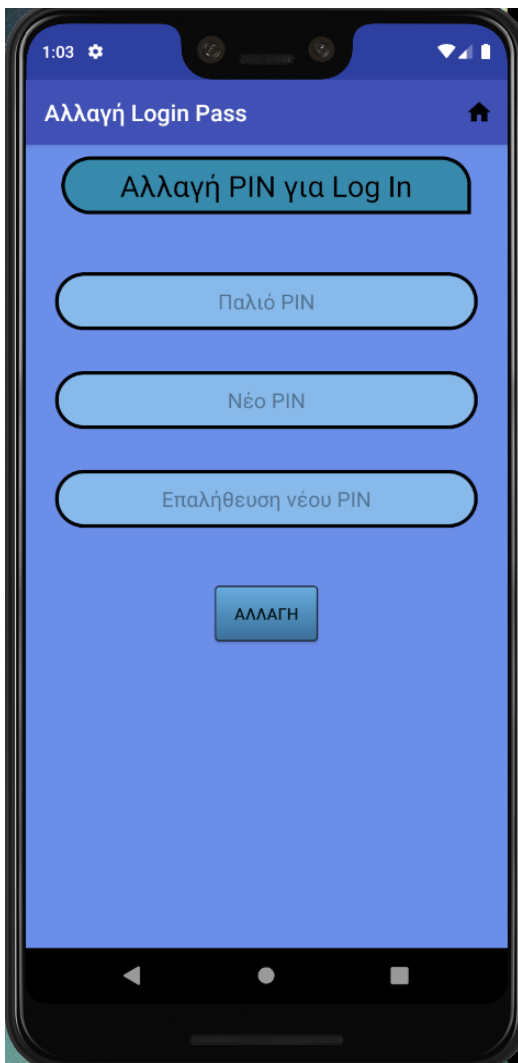 1:03
Αλλαγή Login Pass
Αλλαγή PIN για Log In
Παλιό PIN
Νέο PIN
Επαλήθευση νέου PIN
ΑΛΛΑΓΗ